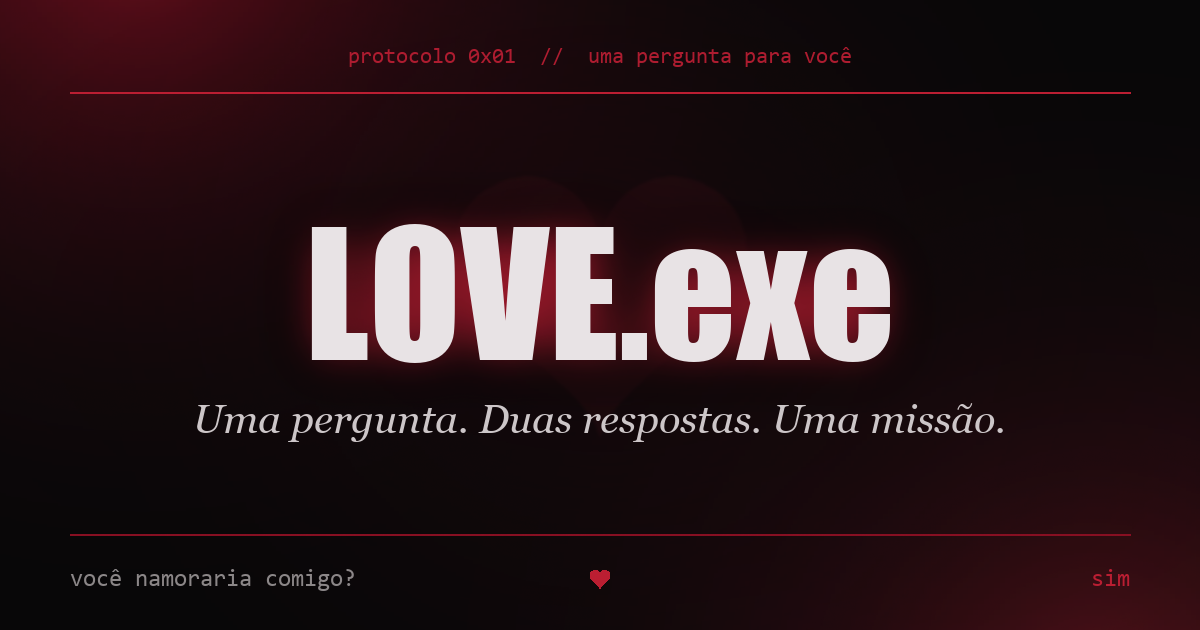 protocolo 0x01 // uma pergunta para você
LOVE.exe
Uma pergunta. Duas respostas. Uma missão.
você namoraria comigo?
sim